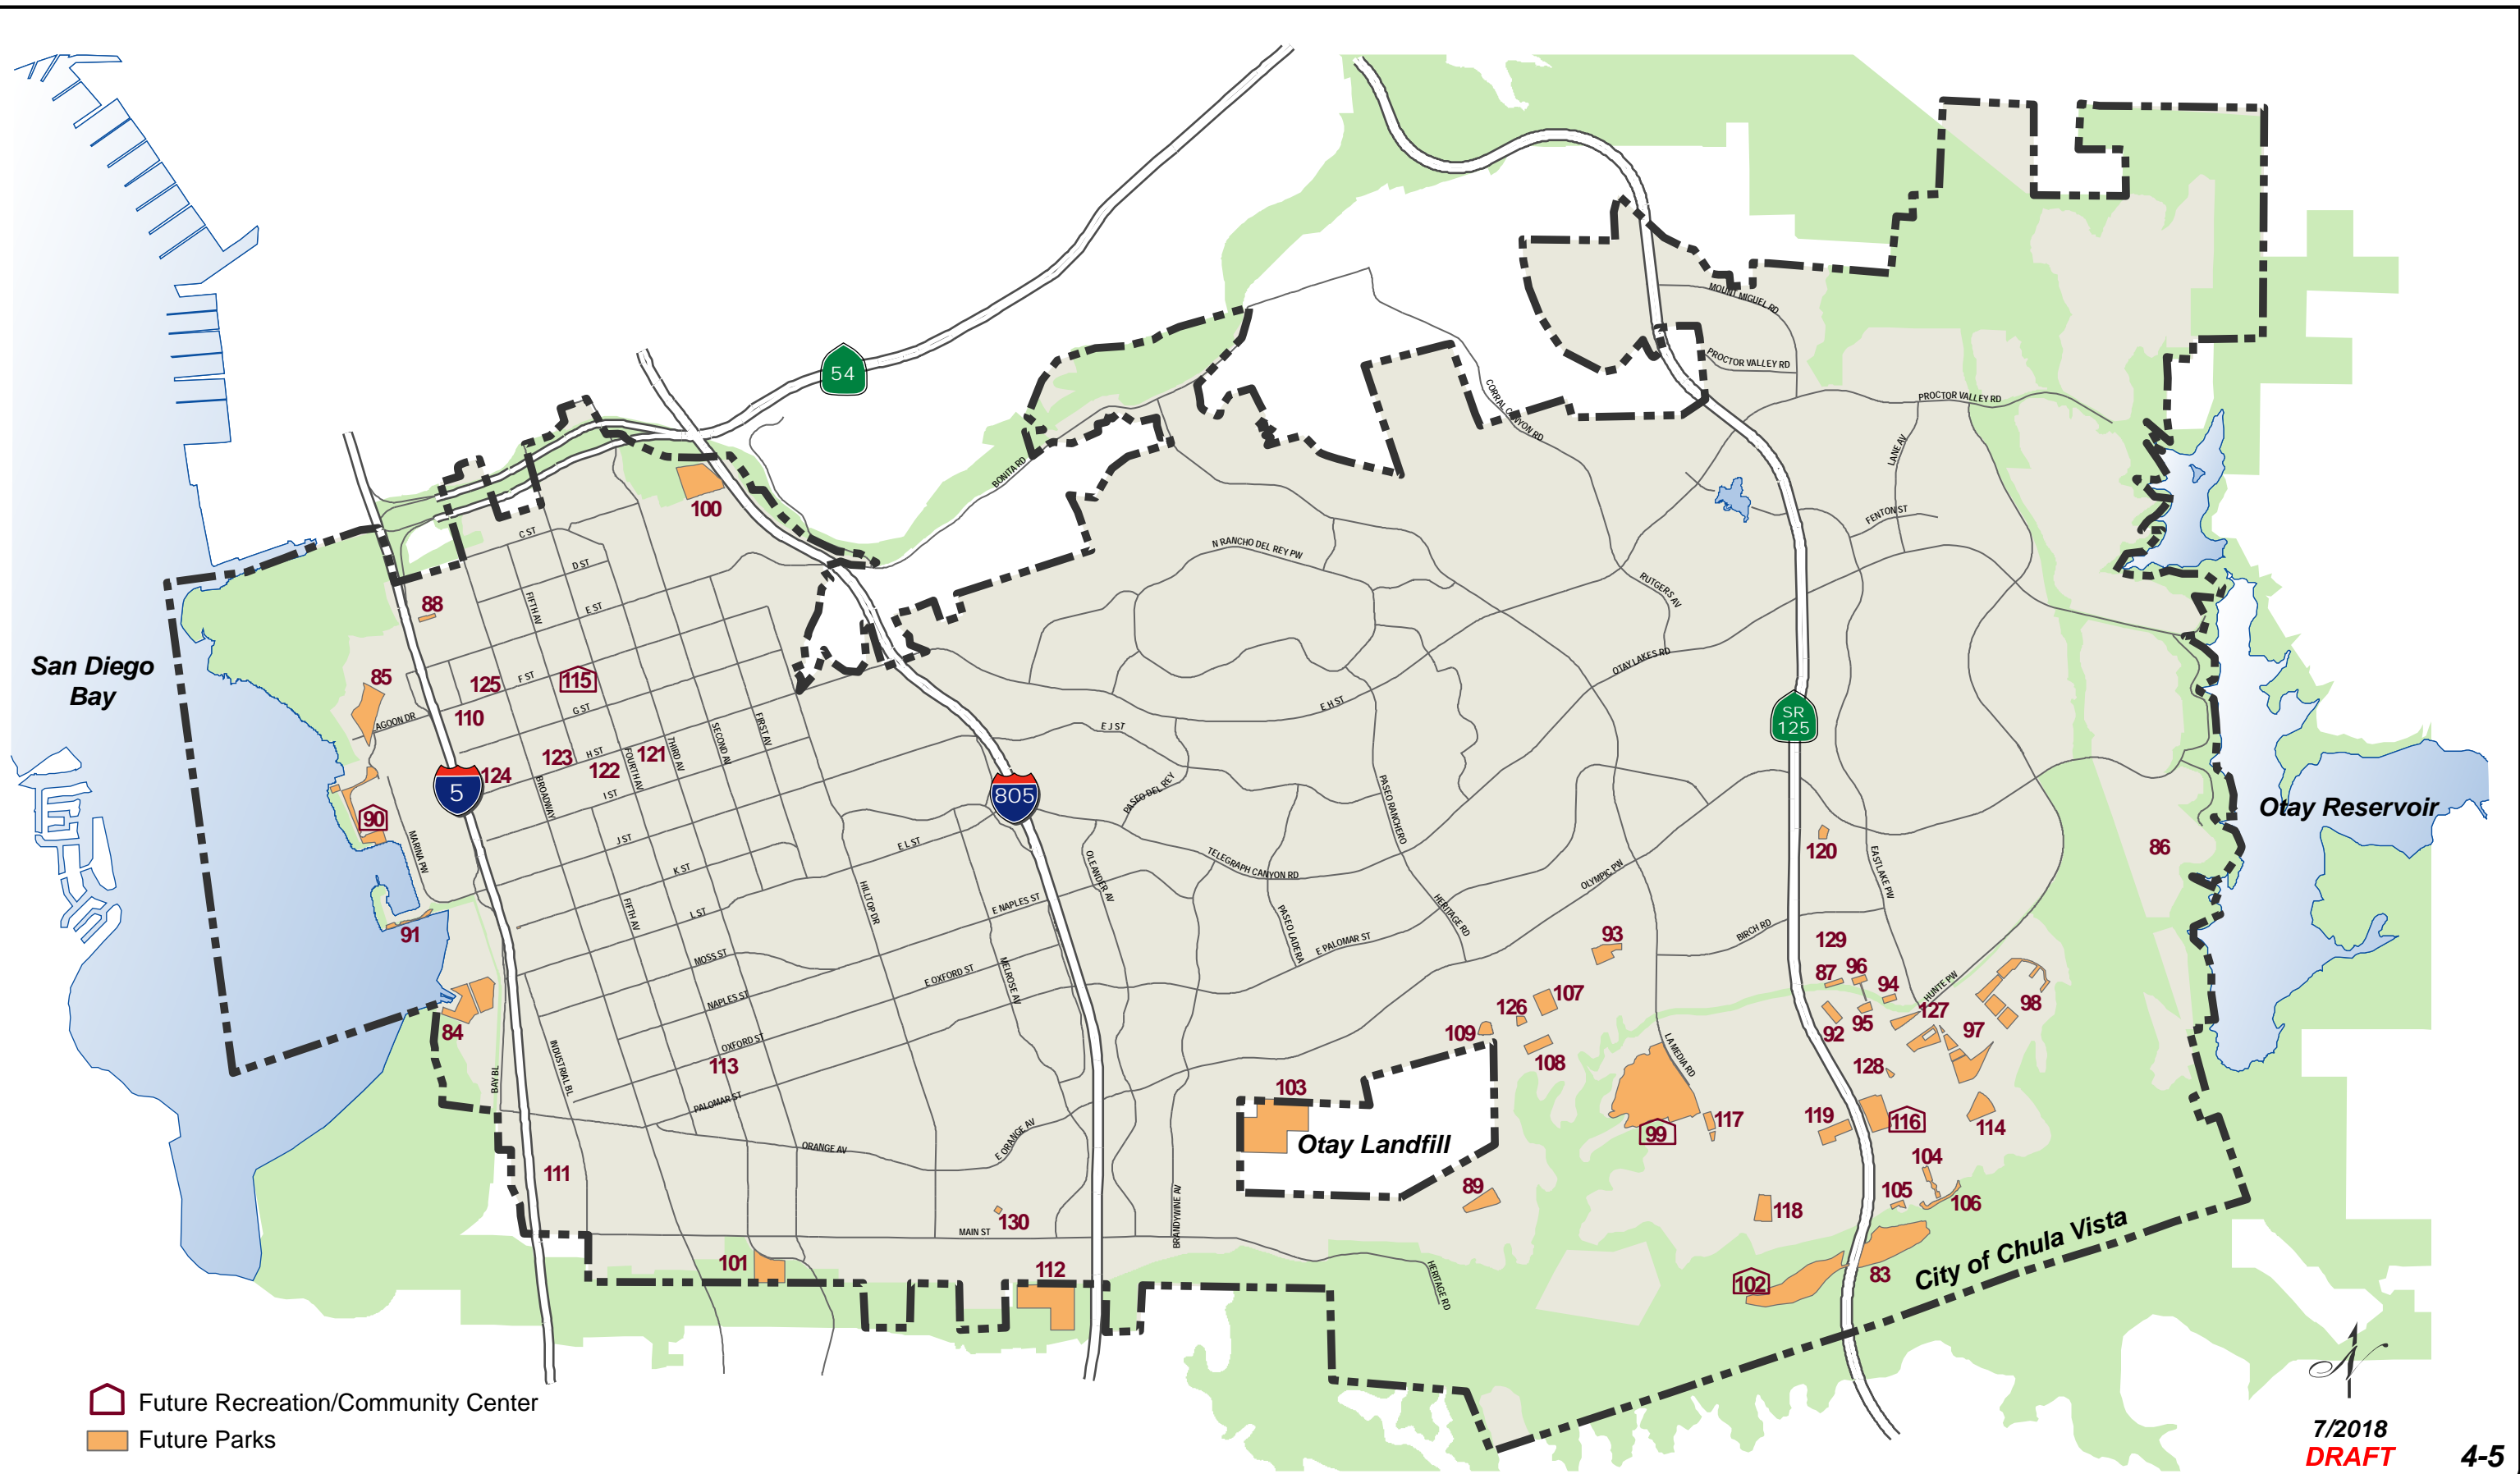 54
MOUNT MIGUEL RD
PROCTOR VALLEY RD
PROCTOR VALLEY RD
CORRAL CANYON RD
LANE AV
BONITA RD
100
FENTON ST
C ST
D ST
N RANCHO DEL REY PW
RUTGERS AV
88
FIFTH AV
E ST
San Diego
Bay
85
125
F ST
115
OTAY LAKES RD
110
AGOON DR
G ST
E H ST
SR
125
FIRST AV
SECOND AV
THIRD AV
E J ST
123
H ST
121
FOURTH AV
122
124
5
BROADWAY
I ST
805
PASEO DEL REY
PASEO RANCHERO
Otay Reservoir
90
MARINA PW
J ST
E L ST
120
86
K ST
OLEANDER AV
TELEGRAPH CANYON RD
EASTLAKE PW
OLYMPIC PW
HILLTOP DR
FIFTH AV
L ST
E NAPLES ST
PASEO LADERA
HERITAGE RD
91
93
BIRCH RD
129
E PALOMAR ST
MOSS ST
E OXFORD ST
MELROSE AV
87
96
94
HUNTE PW
107
98
NAPLES ST
126
127
84
109
92
95
97
OXFORD ST
INDUSTRIAL BL
113
108
LA MEDIA RD
128
BAY BL
103
PALOMAR ST
117
119
116
114
99
ORANGE AV
E ORANGE AV
Otay Landfill
104
111
89
105
106
BRANDYWINE AV
118
130
MAIN ST
City of Chula Vista
101
112
HERITAGE RD
102
83
Future Recreation/Community Center
Future Parks
7/2018
DRAFT
4-5